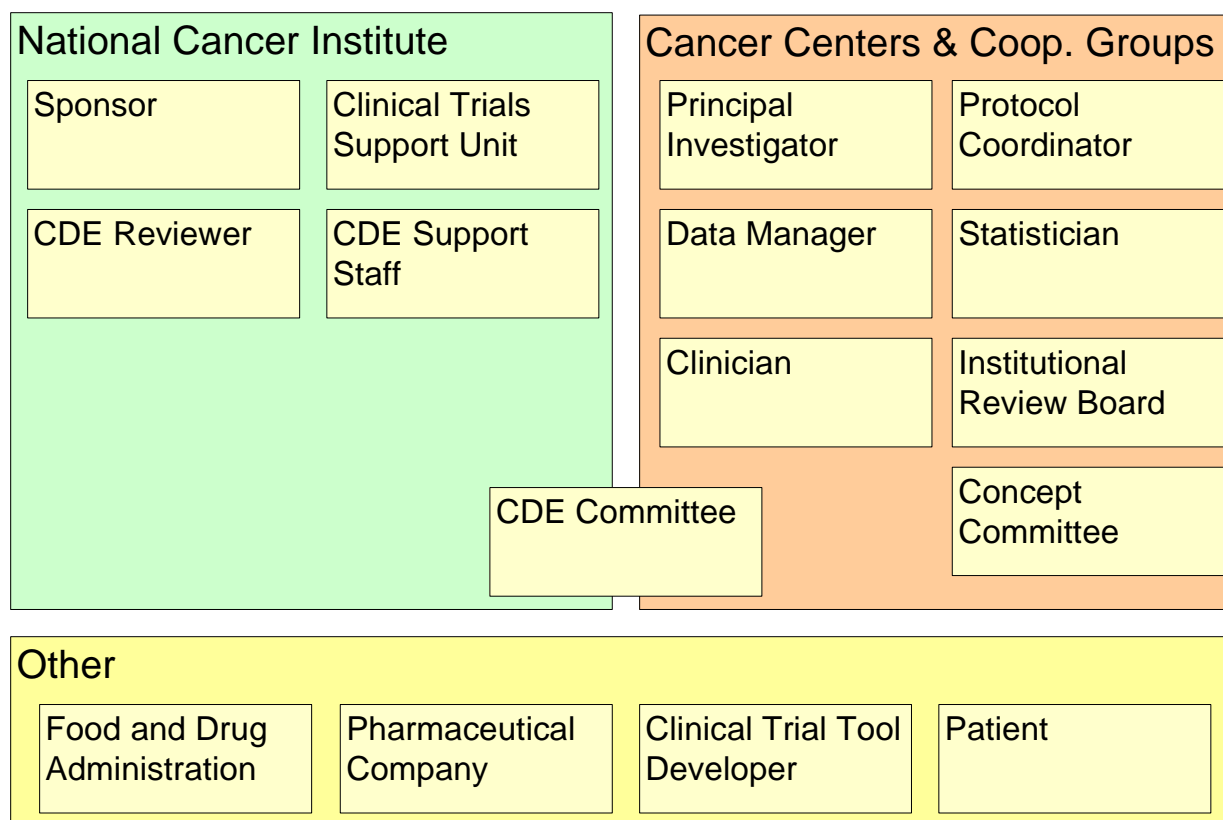 National Cancer Institute
Sponsor
Clinical Trials
Support Unit
CDE Reviewer
CDE Support
Staff
Cancer Centers & Coop. Groups
Principal
Investigator
Protocol
Coordinator
Data Manager
Statistician
Clinician
Institutional
Review Board
Concept
Committee
CDE Committee
Other
Food and Drug
Administration
Pharmaceutical
Company
Clinical Trial Tool
Developer
Patient